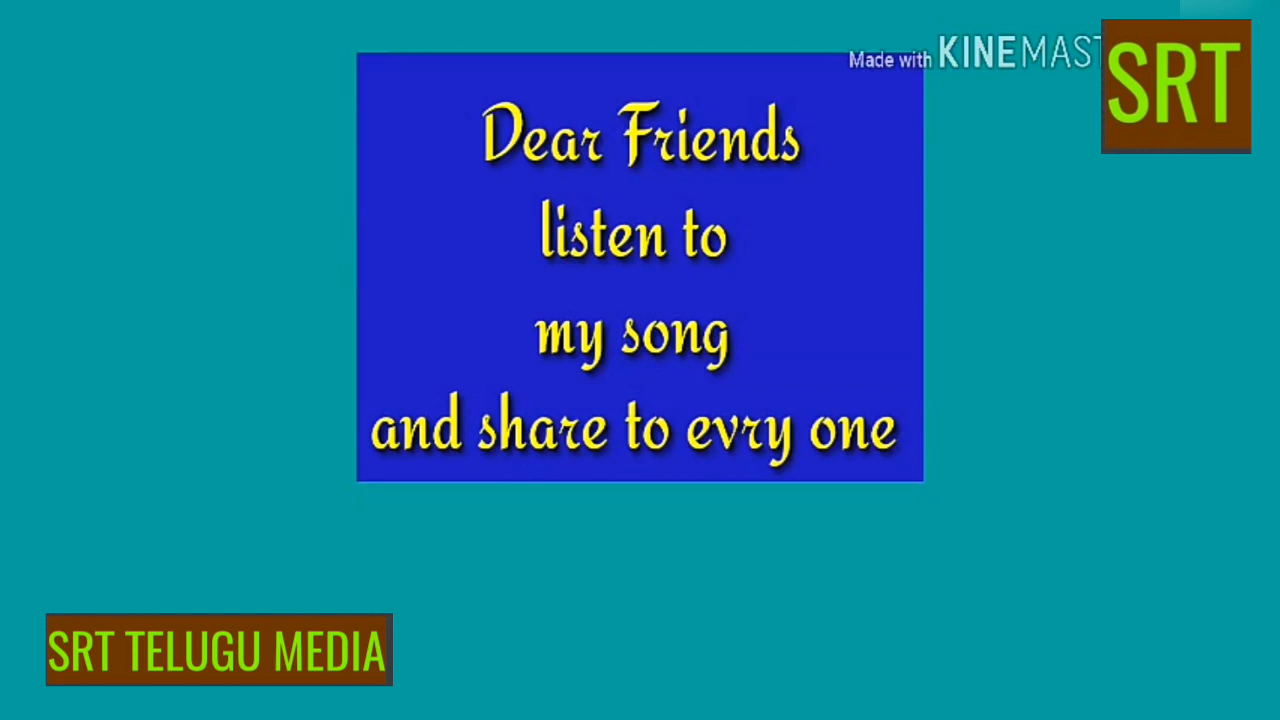 Made with KINEMAST
SRT
Dear Friends
listen to
my song
and share to evry one
SRT TELUGU MEDIA